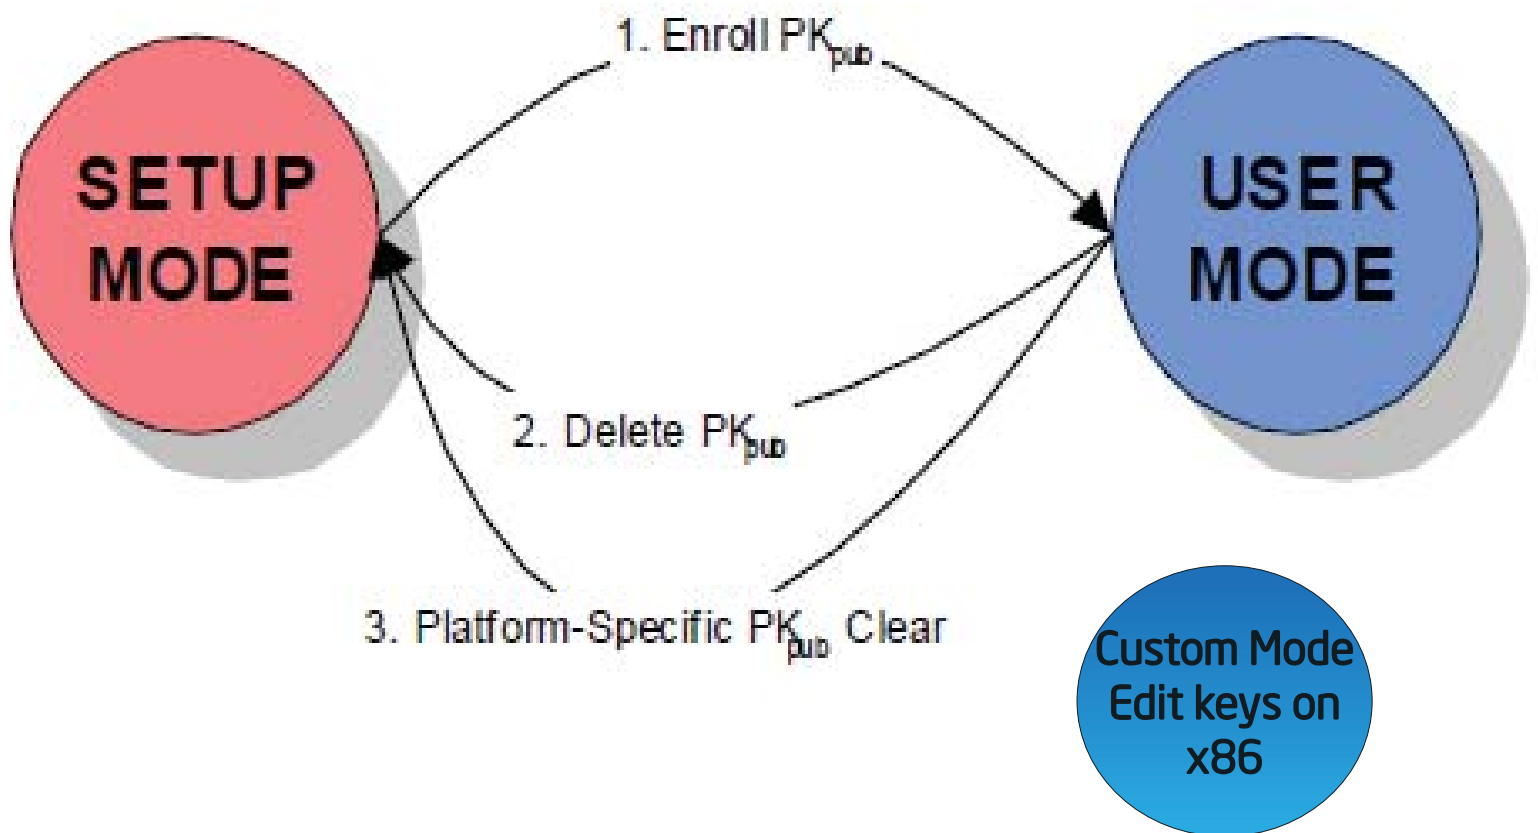 1. Enroll PKpub
SETUP
MODE
USER
MODE
2. Delete PKpub
3. Platform-Specific PKpub Clear
Custom Mode
Edit keys on
x86